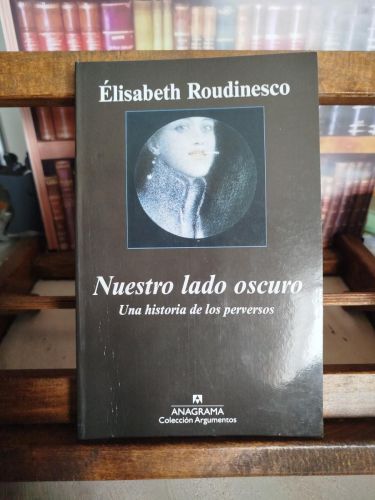 Élisabeth Roudinesco
Nuestro lado oscuro
Una historia de los perversos
ANAGRAMA
Colección Argumentos